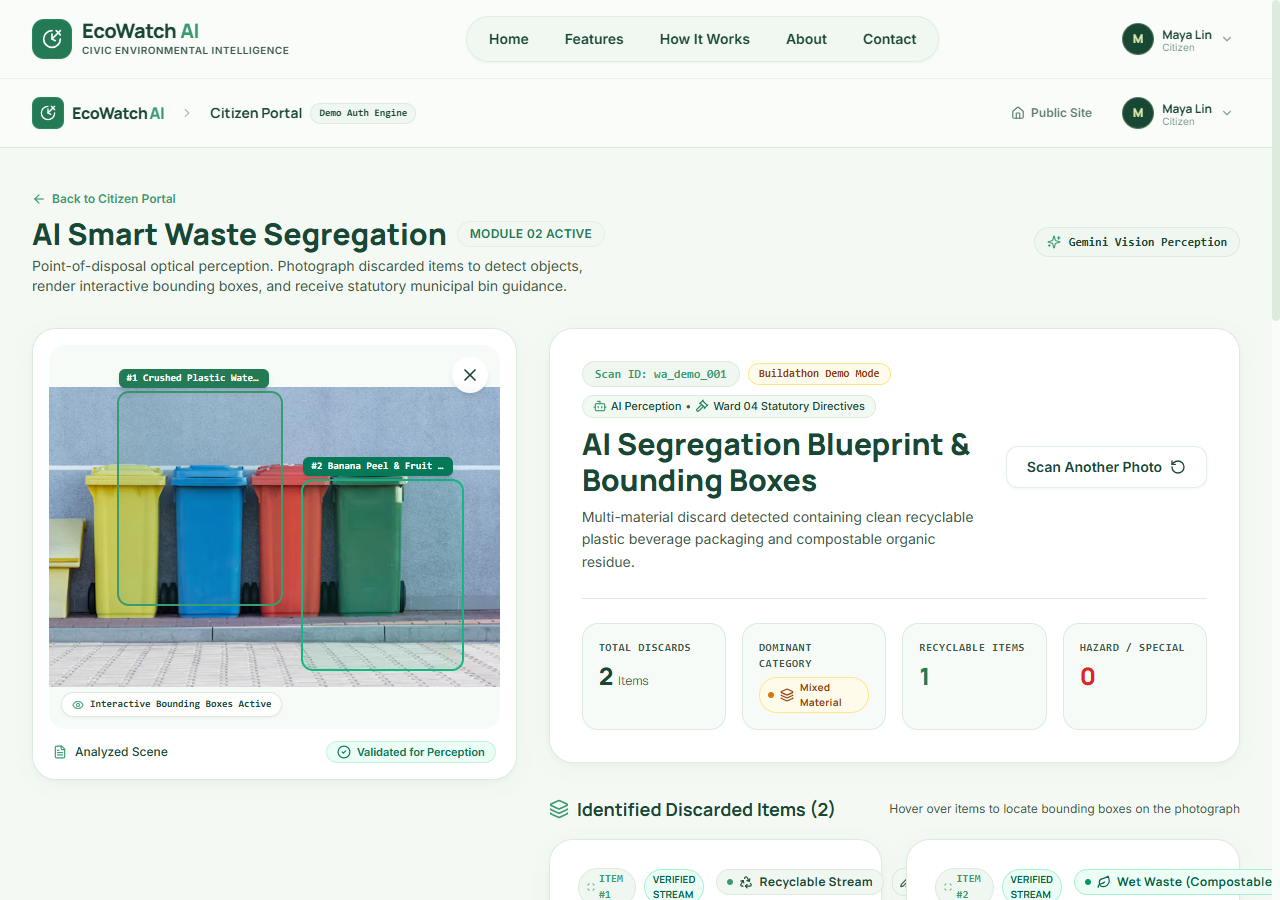 EcoWatch AI
CIVIC ENVIRONMENTAL INTELLIGENCE
Home
Features
How It Works
About
Contact
M
Maya Lin
Citizen
EcoWatch AI
Citizen Portal
Demo Auth Engine
Public Site
M
Maya Lin
Citizen
Back to Citizen Portal
AI Smart Waste Segregation
MODULE 02 ACTIVE
Point-of-disposal optical perception. Photograph discarded items to detect objects,
render interactive bounding boxes, and receive statutory municipal bin guidance.
Gemini Vision Perception
#1 Crushed Plastic Wate…
#2 Banana Peel & Fruit …
Interactive Bounding Boxes Active
Analyzed Scene
Validated for Perception
Scan ID: wa_demo_001
Buildathon Demo Mode
AI Perception •
Ward 04 Statutory Directives
AI Segregation Blueprint &
Bounding Boxes
Scan Another Photo
Multi-material discard detected containing clean recyclable
plastic beverage packaging and compostable organic
residue.
TOTAL DISCARDS
2 Items
DOMINANT
CATEGORY
Mixed
Material
RECYCLABLE ITEMS
1
HAZARD / SPECIAL
0
Identified Discarded Items (2)
Hover over items to locate bounding boxes on the photograph
ITEM
#1
VERIFIED
STREAM
Recyclable Stream
ITEM
#2
VERIFIED
STREAM
Wet Waste (Compostable